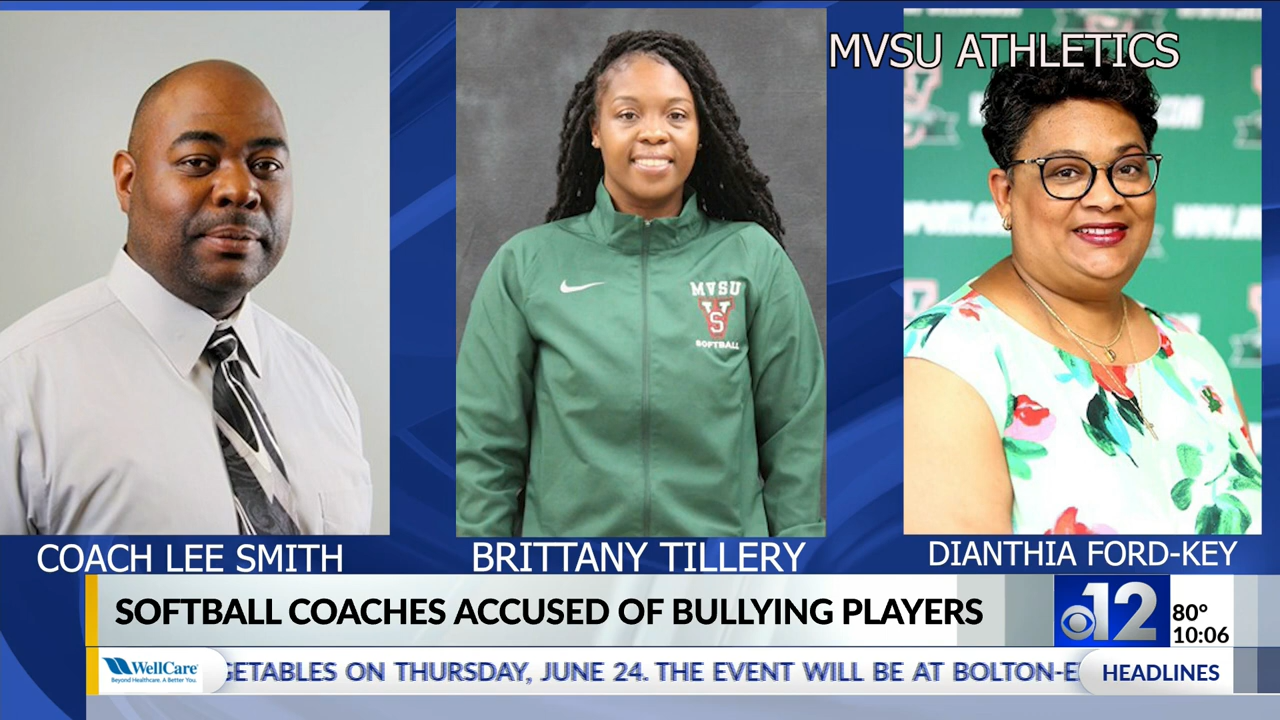 MVSU ATHLETICS
MVSU
VS
SOFTBALL
COACH LEE SMITH
BRITTANY TILLERY
DIANTHIA FORD-KEY
SOFTBALL COACHES ACCUSED OF BULLYING PLAYERS
12
80°
10:06
WellCare
Beyond Healthcare. A Better You.
GETABLES ON THURSDAY, JUNE 24. THE EVENT WILL BE AT BOLTON-E
HEADLINES